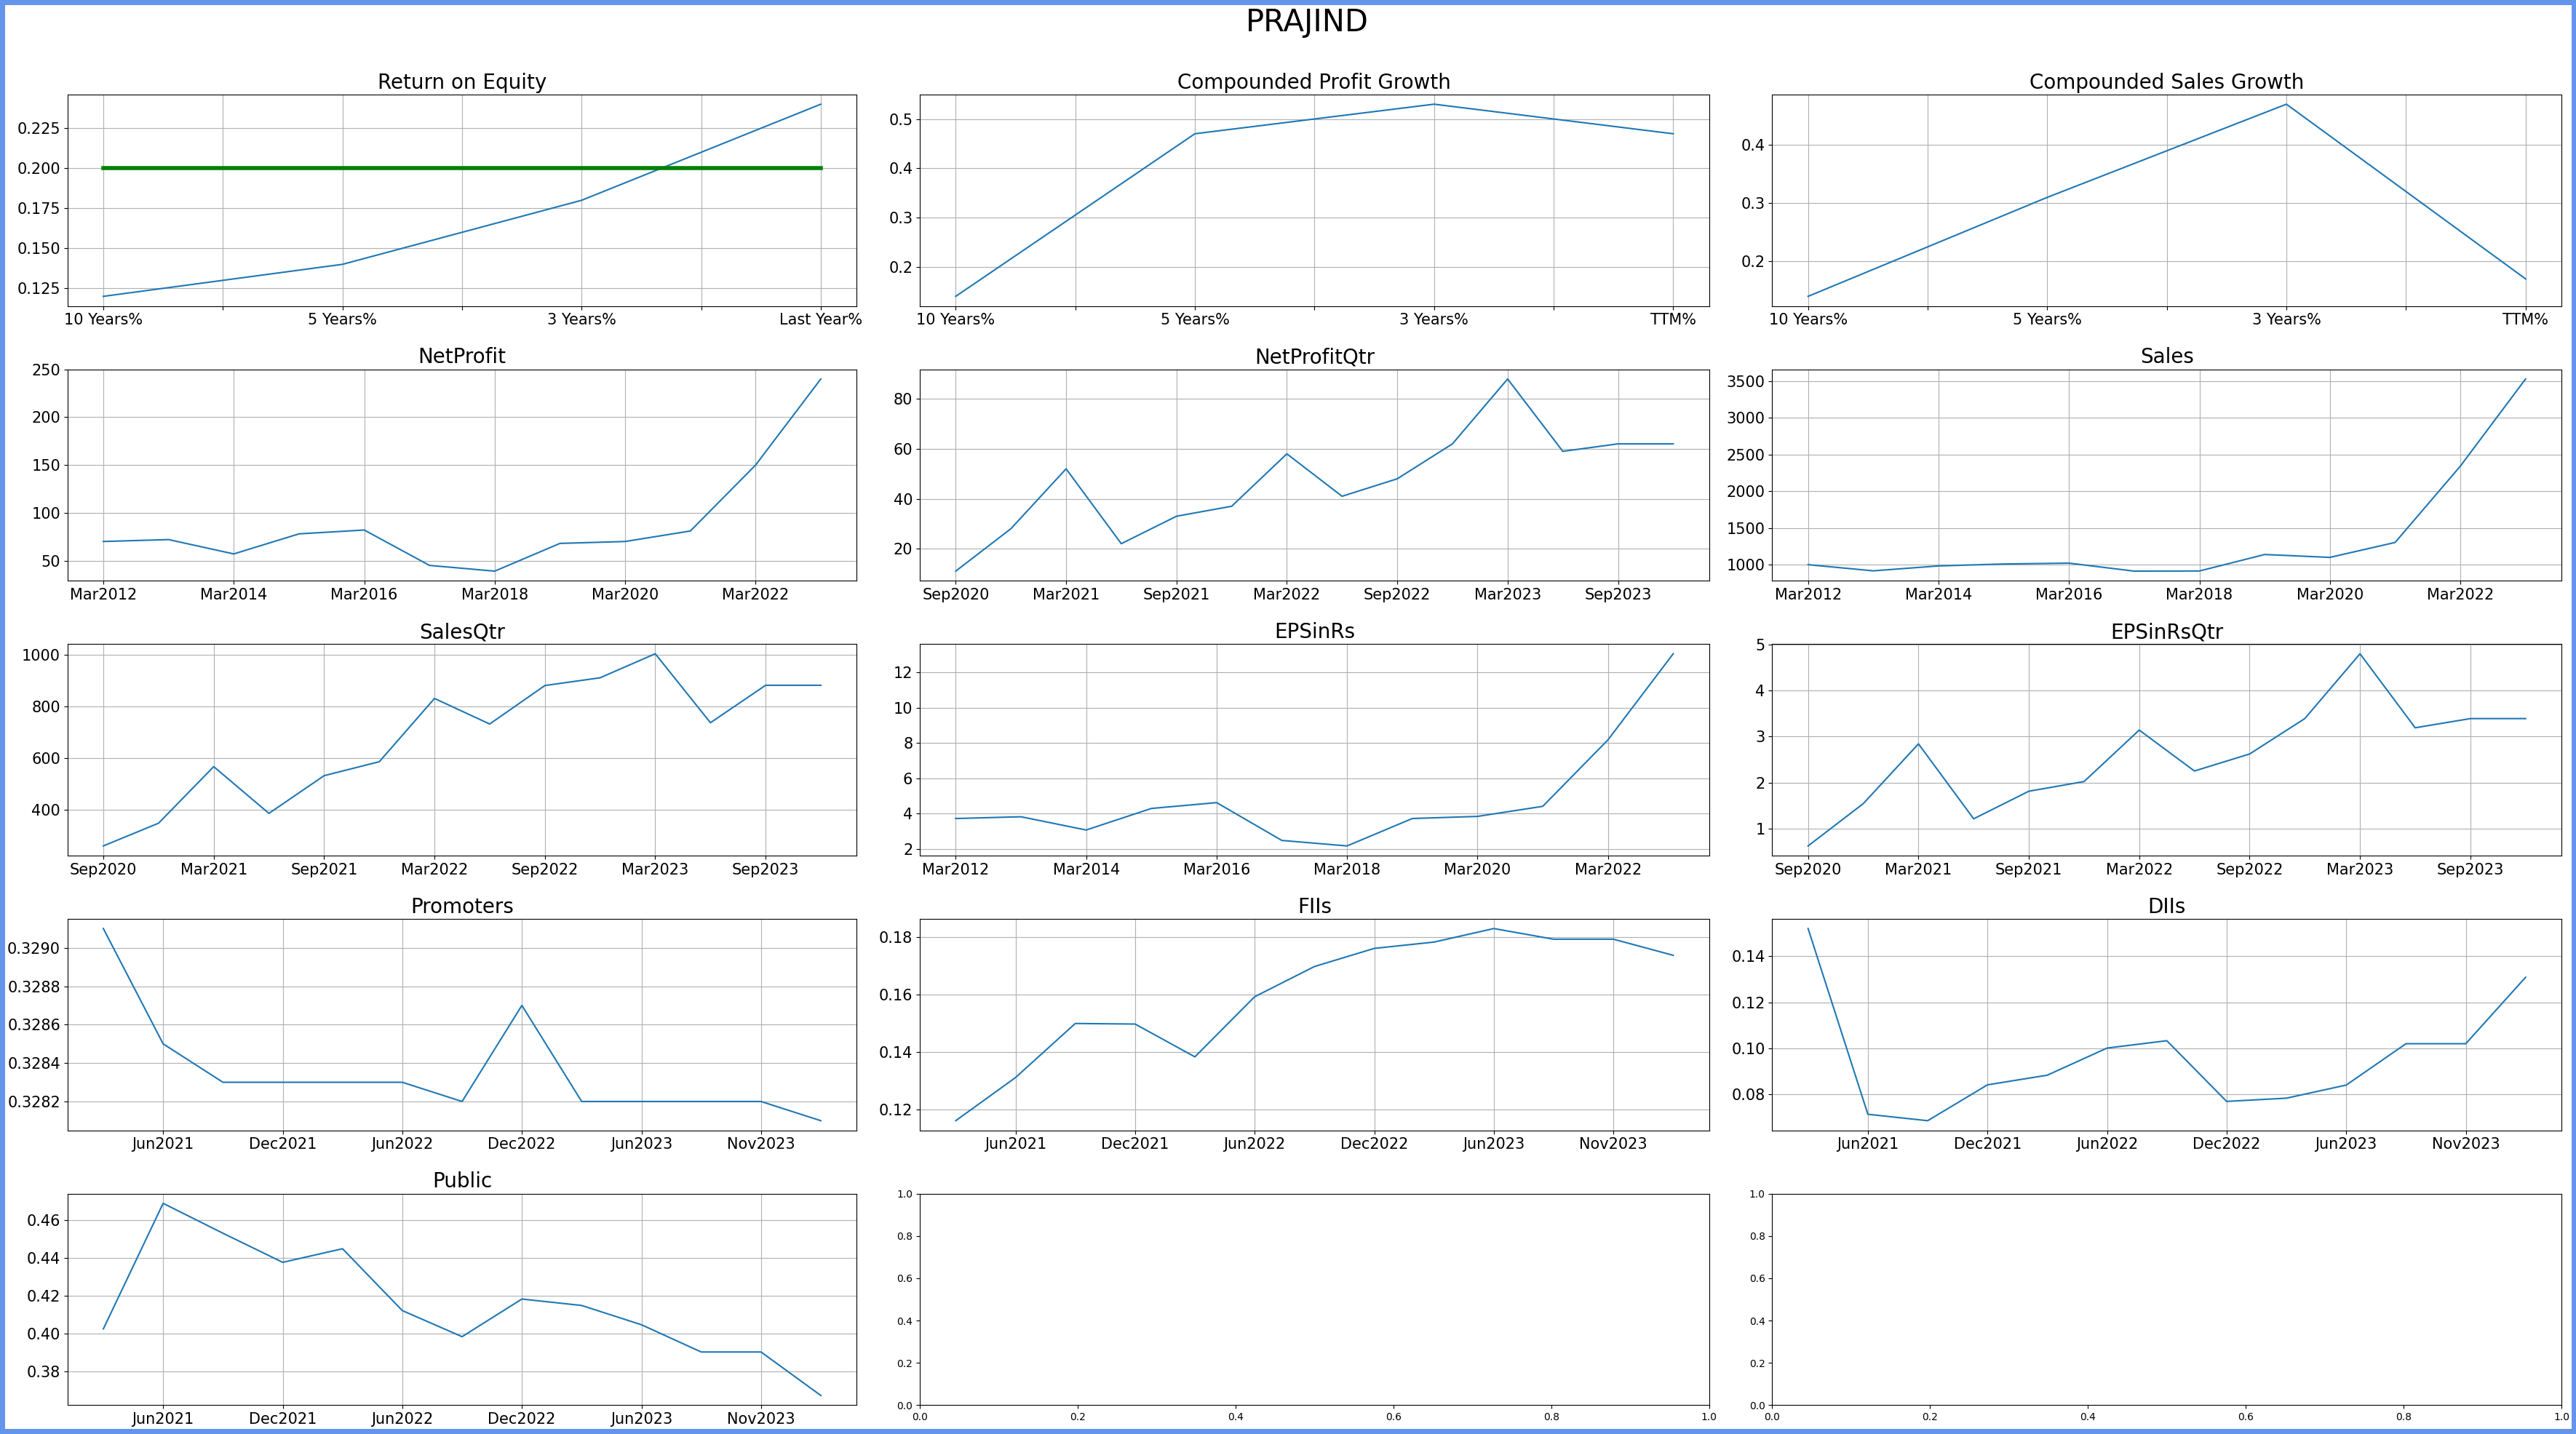 PRAJIND
Return on Equity
0.225
0.200
0.175
0.150
0.125
10 Years% 5 Years% 3 Years% Last Year%
Compounded Profit Growth
0.5
0.4
0.3
0.2
10 Years% 5 Years% 3 Years% TTM%
Compounded Sales Growth
0.4
0.3
0.2
10 Years% 5 Years% 3 Years% TTM%
NetProfit
250
200
150
100
50
Mar2012 Mar2014 Mar2016 Mar2018 Mar2020 Mar2022
NetProfitQtr
80
60
40
20
Sep2020 Mar2021 Sep2021 Mar2022 Sep2022 Mar2023 Sep2023
Sales
3500
3000
2500
2000
1500
1000
Mar2012 Mar2014 Mar2016 Mar2018 Mar2020 Mar2022
SalesQtr
1000
800
600
400
Sep2020 Mar2021 Sep2021 Mar2022 Sep2022 Mar2023 Sep2023
EPSinRs
12
10
8
6
4
2
Mar2012 Mar2014 Mar2016 Mar2018 Mar2020 Mar2022
EPSinRsQtr
5
4
3
2
1
Sep2020 Mar2021 Sep2021 Mar2022 Sep2022 Mar2023 Sep2023
Promoters
0.3290
0.3288
0.3286
0.3284
0.3282
Jun2021 Dec2021 Jun2022 Dec2022 Jun2023 Nov2023
FIIs
0.18
0.16
0.14
0.12
Jun2021 Dec2021 Jun2022 Dec2022 Jun2023 Nov2023
DIIs
0.14
0.12
0.10
0.08
Jun2021 Dec2021 Jun2022 Dec2022 Jun2023 Nov2023
Public
0.46
0.44
0.42
0.40
0.38
Jun2021 Dec2021 Jun2022 Dec2022 Jun2023 Nov2023
1.0
0.8
0.6
0.4
0.2
0.0
0.0 0.2 0.4 0.6 0.8 1.0
1.0
0.8
0.6
0.4
0.2
0.0
0.0 0.2 0.4 0.6 0.8 1.0